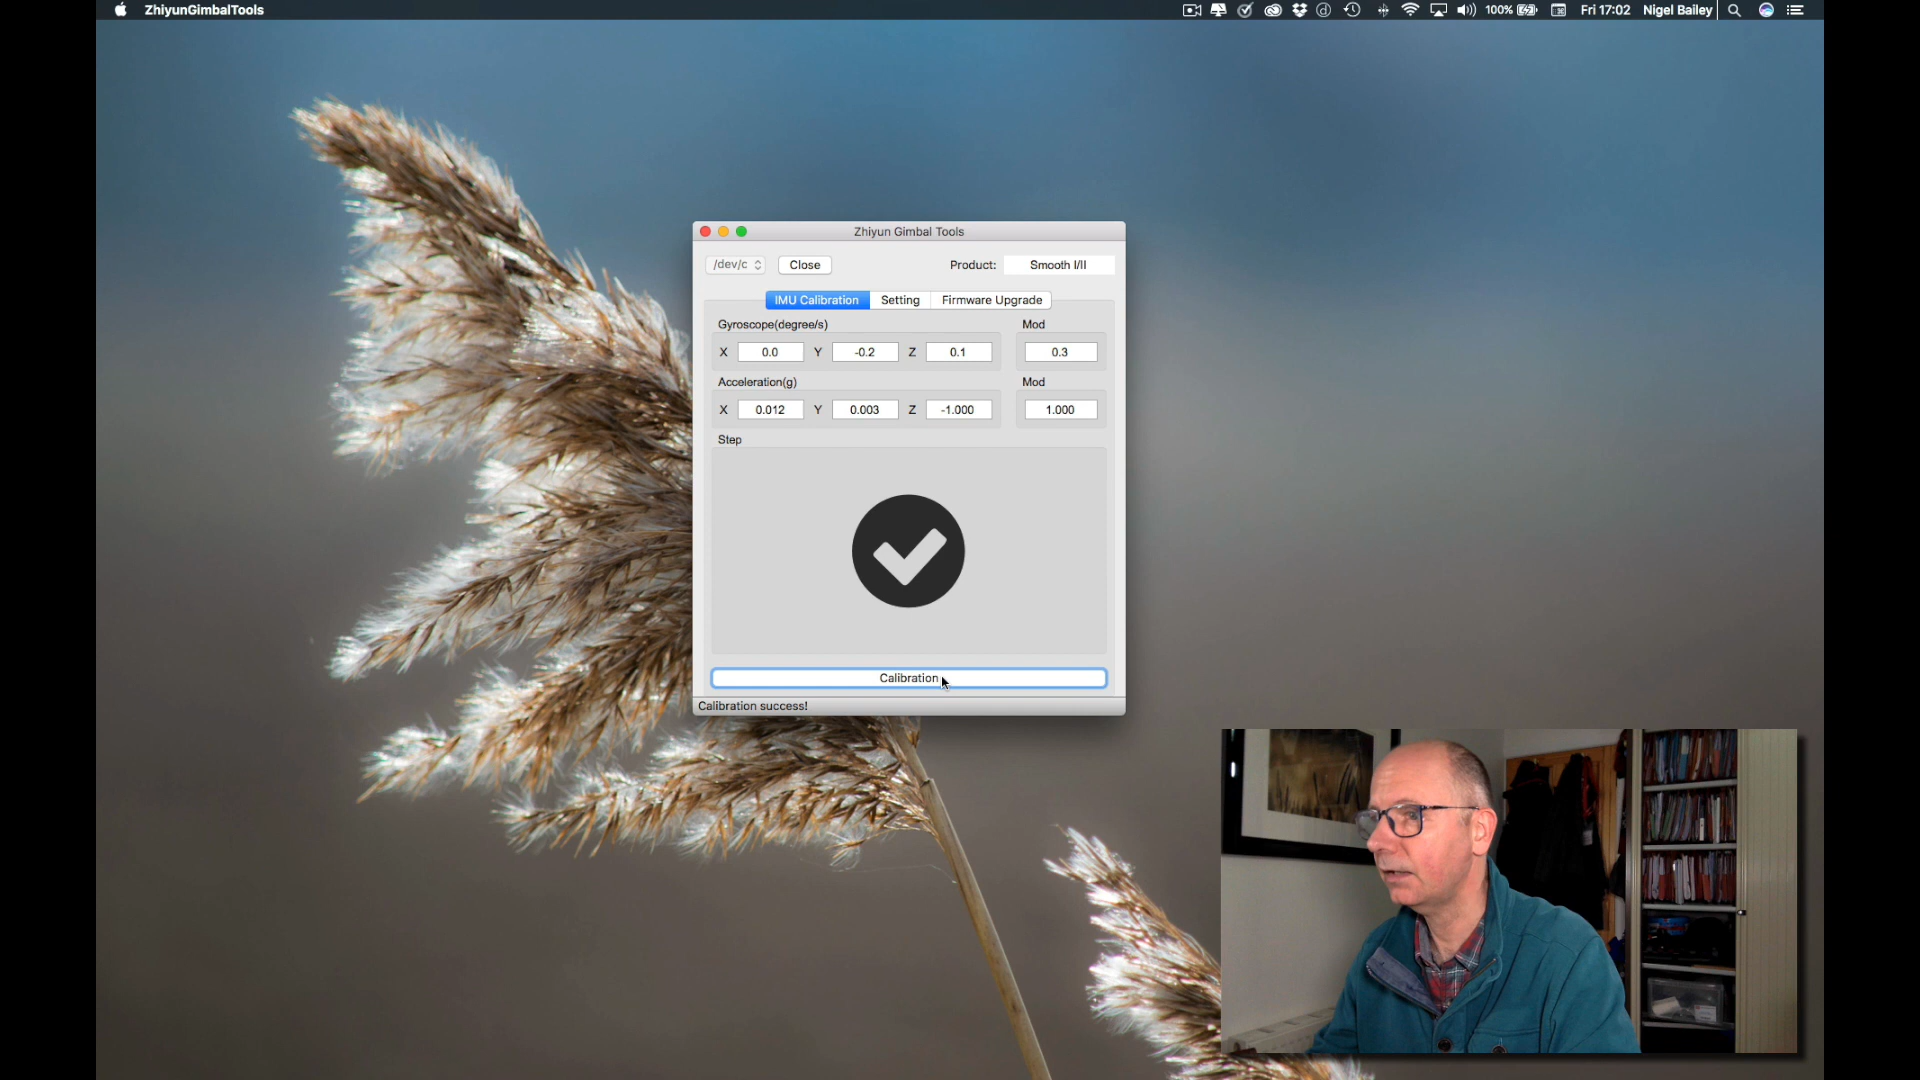 ZhiyunGimbalTools 100% Fri 17:02 Nigel Bailey
Zhiyun Gimbal Tools
/dev/c Close Product: Smooth I/II
IMU Calibration Setting Firmware Upgrade
Gyroscope(degree/s) Mod
X 0.0 Y -0.2 Z 0.1 0.3
Acceleration(g) Mod
X 0.012 Y 0.003 Z -1.000 1.000
Step
Calibration
Calibration success!